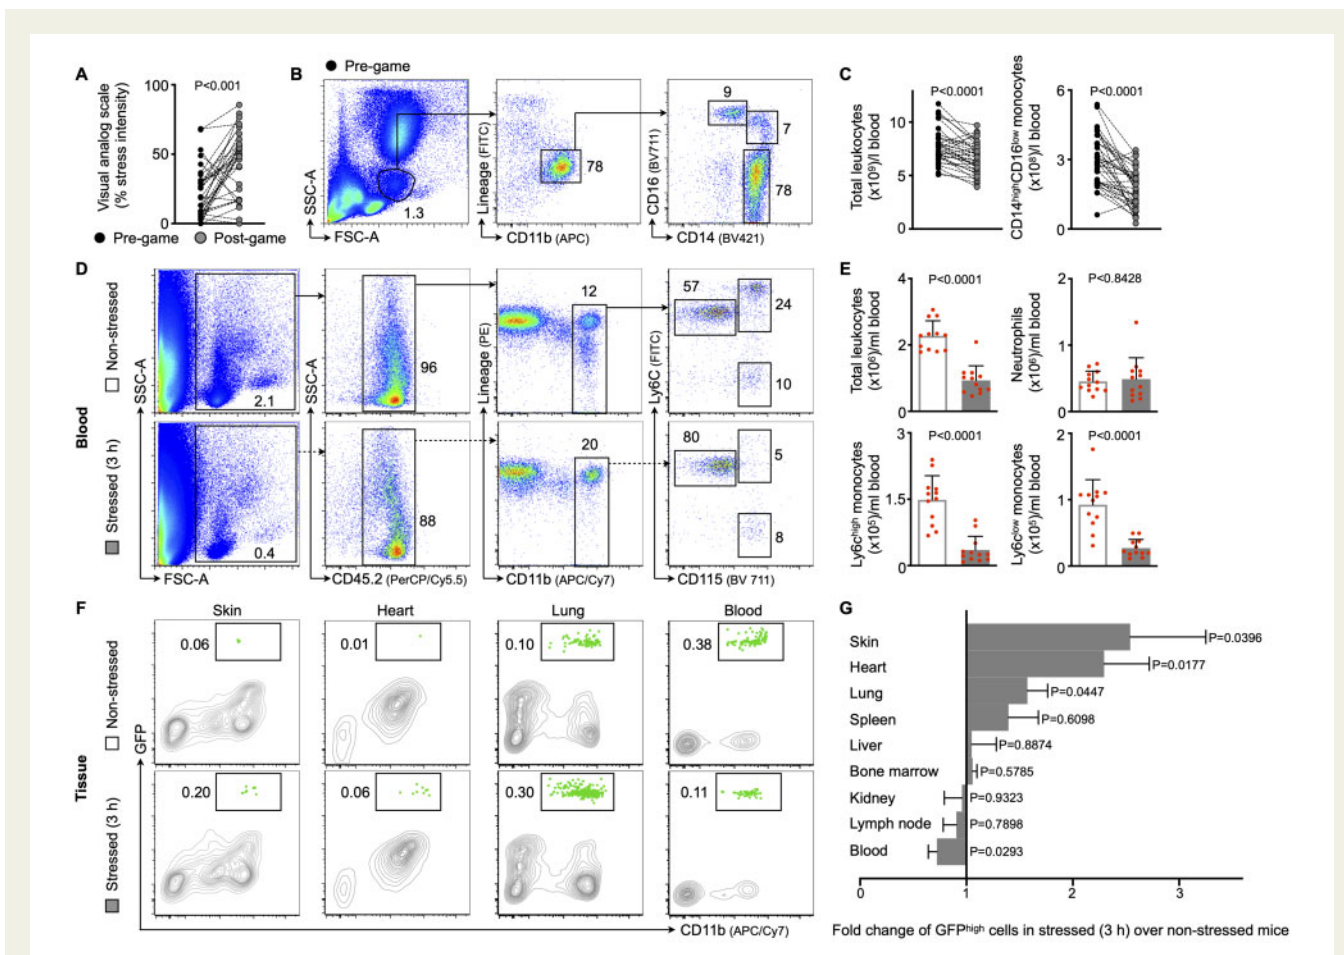 A
P<0.001
100
50
0
Visual analog scale
(% stress intensity)
Pre-game
Post-game
B
Pre-game
SSC-A
FSC-A
1.3
Lineage (FITC)
CD11b (APC)
78
CD16 (BV711)
CD14 (BV421)
9
7
78
C
P<0.0001
Total leukocytes
(x10⁹)/l blood
10
5
0
P<0.0001
CD14highCD16low monocytes
(x10⁸)/l blood
6
3
0
D
Blood
Non-stressed
SSC-A
2.1
SSC-A
96
Lineage (PE)
12
Ly6C (FITC)
57
24
10
Stressed (3 h)
0.4
88
20
80
5
8
FSC-A
CD45.2 (PerCP/Cy5.5)
CD11b (APC/Cy7)
CD115 (BV 711)
E
P<0.0001
Total leukocytes
(x10⁶)/ml blood
4
2
0
P<0.8428
Neutrophils
(x10⁶)/ml blood
2
1
0
P<0.0001
Ly6chigh monocytes
(x10⁵)/ml blood
3
1.5
0
P<0.0001
Ly6clow monocytes
(x10⁵)/ml blood
2
1
0
F
Skin
Heart
Lung
Blood
Tissue
Non-stressed
0.06
0.01
0.10
0.38
GFP
Stressed (3 h)
0.20
0.06
0.30
0.11
CD11b (APC/Cy7)
G
Skin P=0.0396
Heart P=0.0177
Lung P=0.0447
Spleen P=0.6098
Liver P=0.8874
Bone marrow P=0.5785
Kidney P=0.9323
Lymph node P=0.7898
Blood P=0.0293
0 1 2 3
Fold change of GFPhigh cells in stressed (3 h) over non-stressed mice